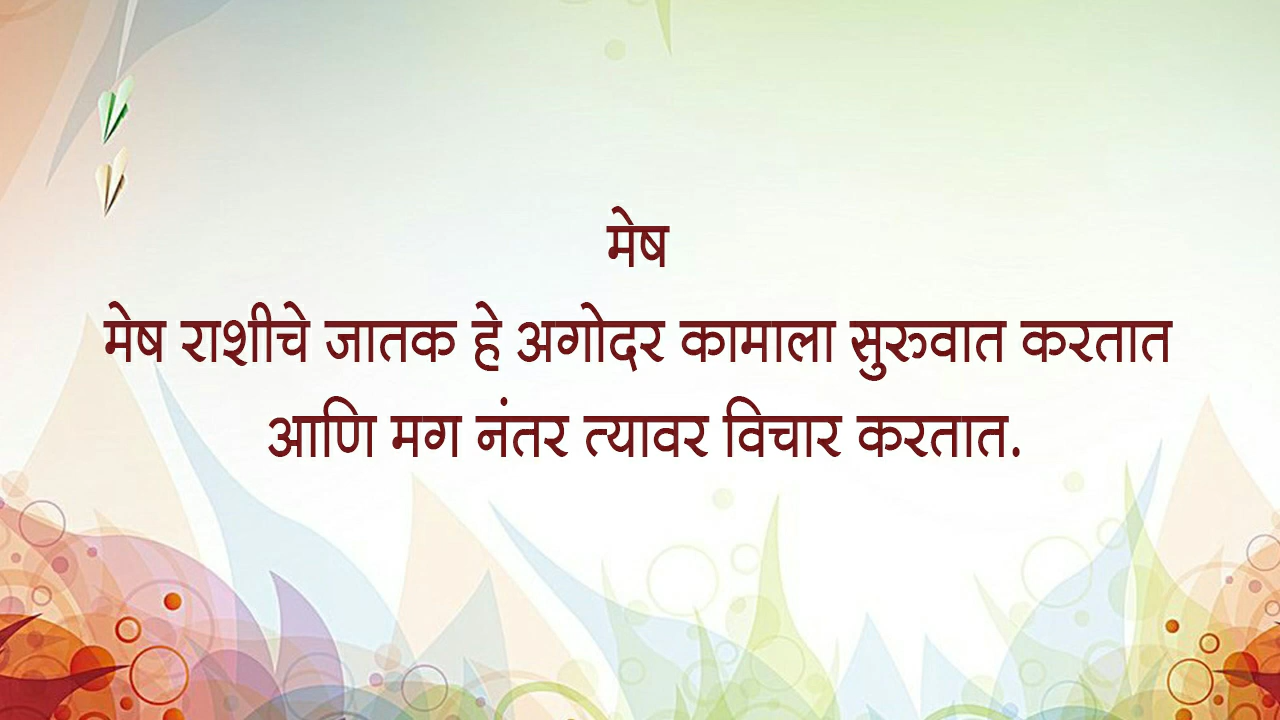 मेष
मेष राशीचे जातक हे अगोदर कामाला सुरुवात करतात
आणि मग नंतर त्यावर विचार करतात.